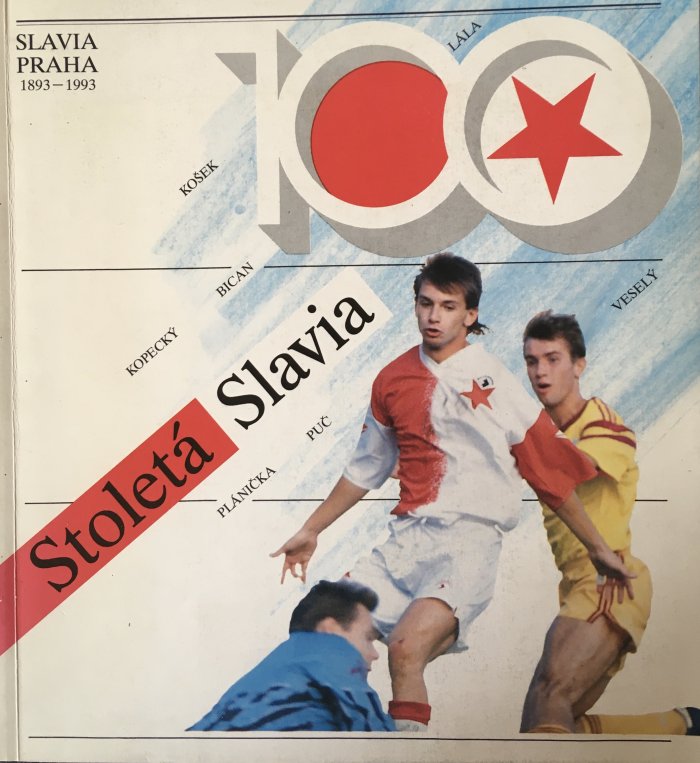 SLAVIA
PRAHA
1893–1993
100
LÁLA
KOŠEK
BICAN
VESELÝ
KOPECKÝ
Stoletá Slavia
PUČ
PLÁNIČKA